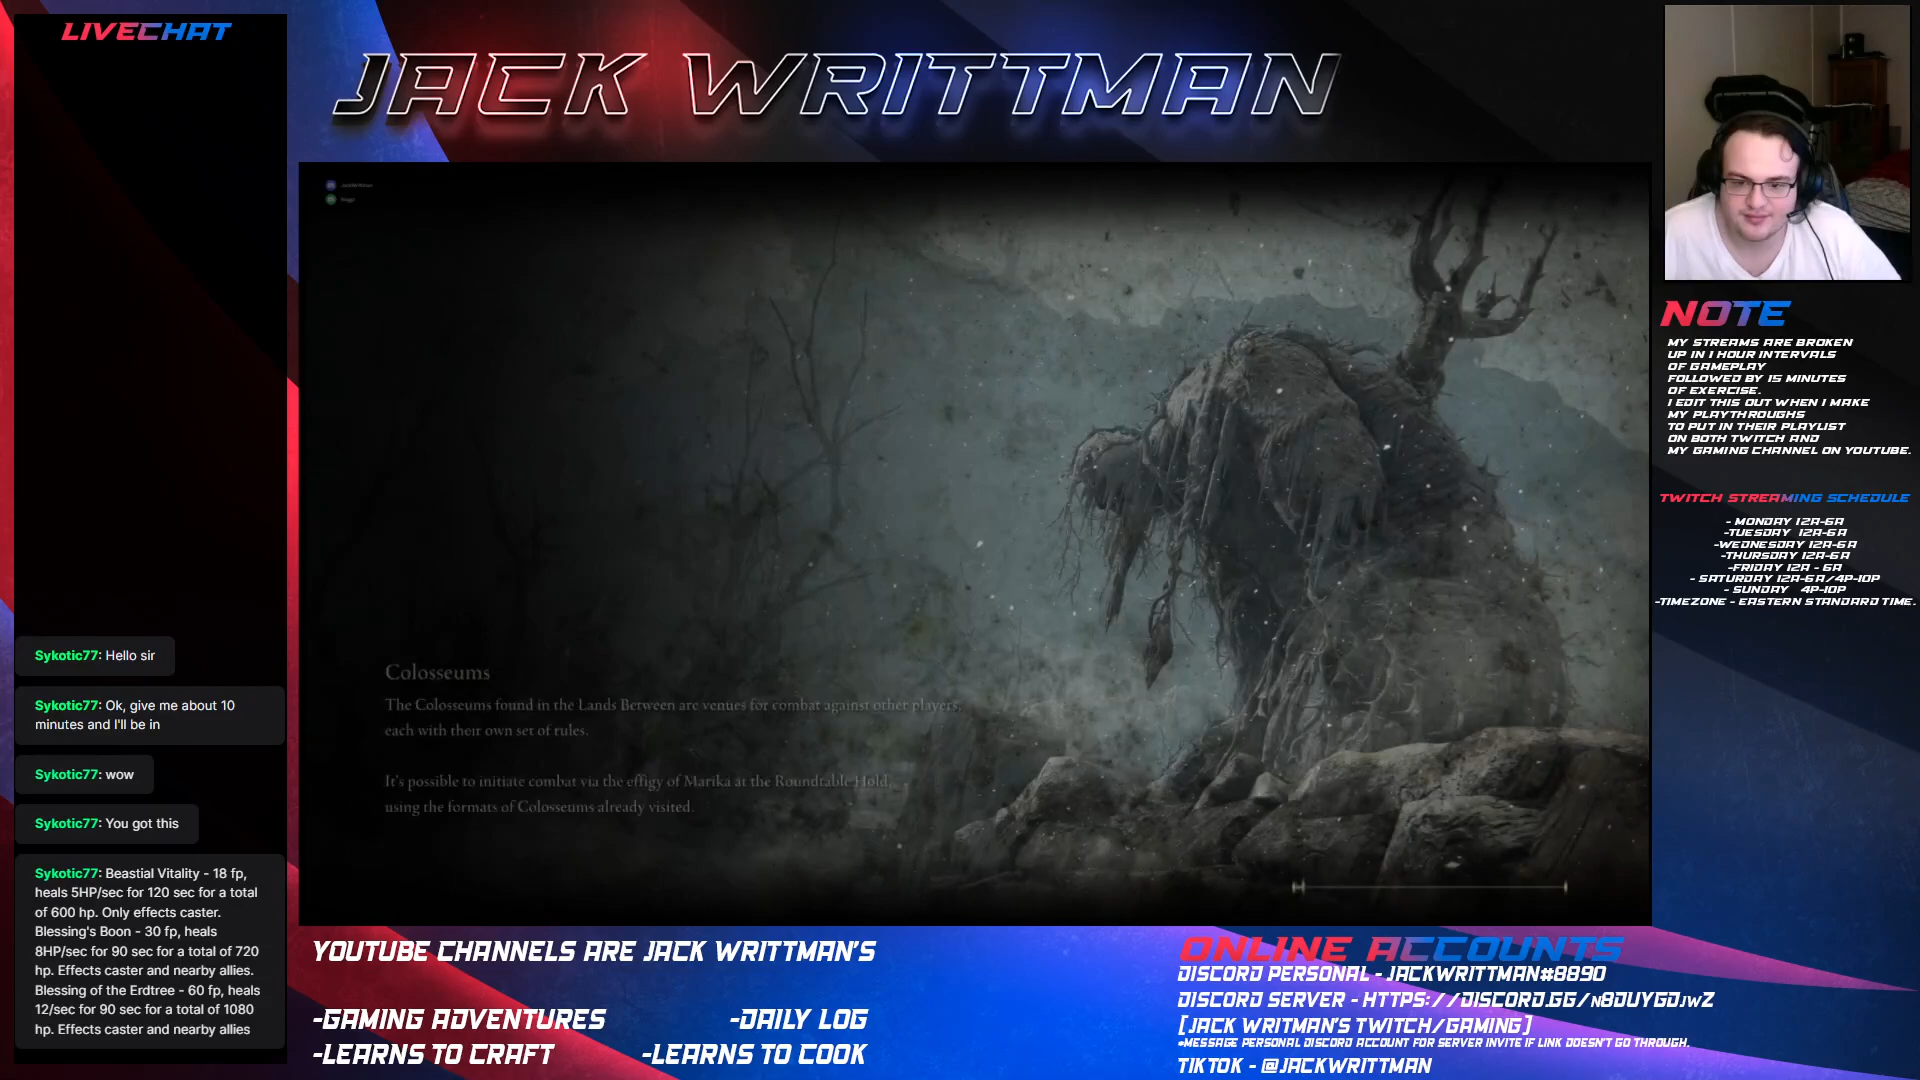 LIVECHAT
JACK WRITTMAN
Sykotic77: Hello sir
Sykotic77: Ok, give me about 10
minutes and I'll be in
Sykotic77: wow
Sykotic77: You got this
Sykotic77: Beastial Vitality - 18 fp,
heals 5HP/sec for 120 sec for a total
of 600 hp. Only effects caster.
Blessing's Boon - 30 fp, heals
8HP/sec for 90 sec for a total of 720
hp. Effects caster and nearby allies.
Blessing of the Erdtree - 60 fp, heals
12/sec for 90 sec for a total of 1080
hp. Effects caster and nearby allies
Colosseums
The Colosseums found in the Lands Between are venues for combat against other players,
each with their own set of rules.
It's possible to initiate combat via the effigy of Marika at the Roundtable Hold,
using the formats of Colosseums already visited.
NOTE
MY STREAMS ARE BROKEN
UP IN 1 HOUR INTERVALS
OF GAMEPLAY
FOLLOWED BY 15 MINUTES
OF EXERCISE.
I EDIT THIS OUT WHEN I MAKE
MY PLAYTHROUGHS
TO PUT IN THEIR PLAYLIST
ON BOTH TWITCH AND
MY GAMING CHANNEL ON YOUTUBE.
TWITCH STREAMING SCHEDULE
- MONDAY 12A-6A
-TUESDAY 12A-6A
-WEDNESDAY 12A-6A
-THURSDAY 12A-6A
-FRIDAY 12A - 6A
- SATURDAY 12A-6A/4P-10P
- SUNDAY 4P-10P
-TIMEZONE - EASTERN STANDARD TIME.
YOUTUBE CHANNELS ARE JACK WRITTMAN'S
-GAMING ADVENTURES -DAILY LOG
-LEARNS TO CRAFT -LEARNS TO COOK
ONLINE ACCOUNTS
DISCORD PERSONAL - JACKWRITTMAN#8890
DISCORD SERVER - HTTPS://DISCORD.GG/N8DUYGDJWZ
[JACK WRITMAN'S TWITCH/GAMING]
*MESSAGE PERSONAL DISCORD ACCOUNT FOR SERVER INVITE IF LINK DOESN'T GO THROUGH.
TIKTOK - @JACKWRITTMAN